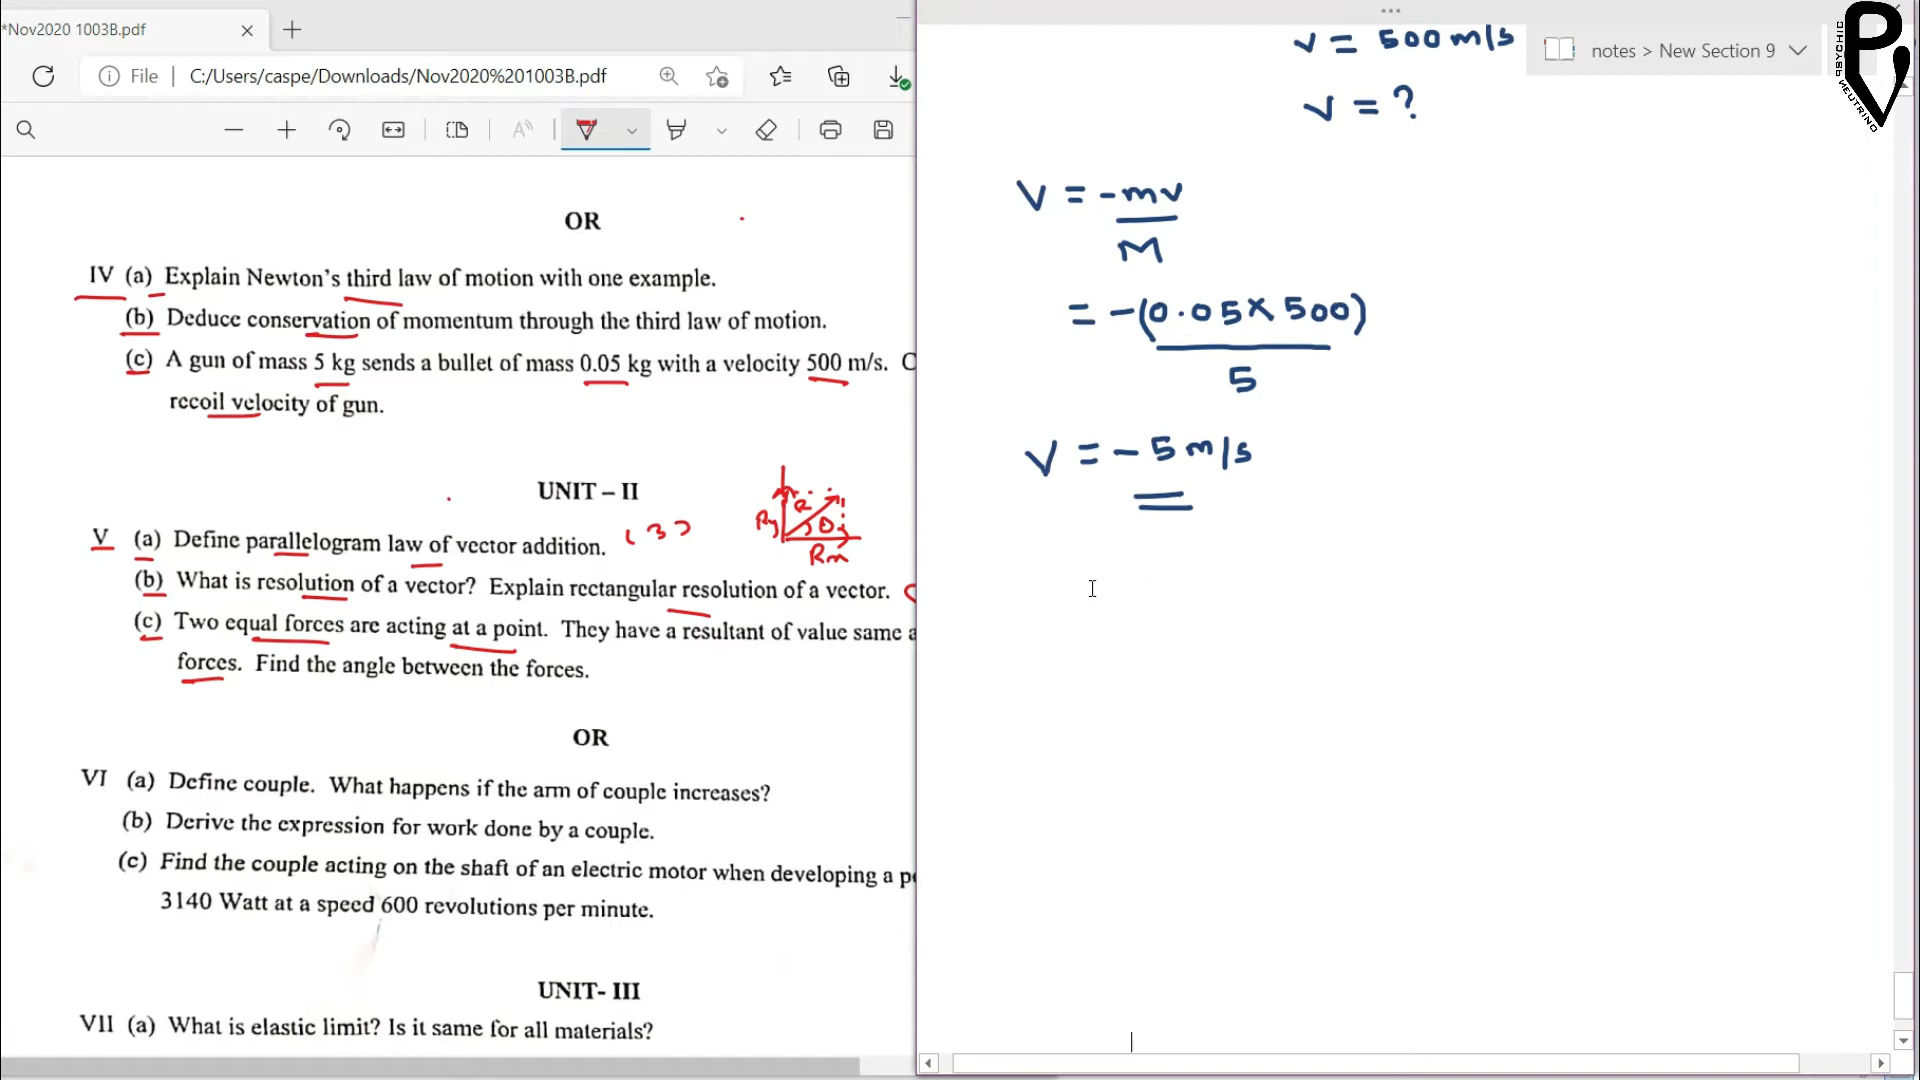 *Nov2020 1003B.pdf
File | C:/Users/caspe/Downloads/Nov2020%201003B.pdf
OR
IV (a) Explain Newton's third law of motion with one example.
(b) Deduce conservation of momentum through the third law of motion.
(c) A gun of mass 5 kg sends a bullet of mass 0.05 kg with a velocity 500 m/s. C
recoil velocity of gun.
UNIT – II
V (a) Define parallelogram law of vector addition. (3)
Ry R θ
Rx
(b) What is resolution of a vector? Explain rectangular resolution of a vector.
(c) Two equal forces are acting at a point. They have a resultant of value same a
forces. Find the angle between the forces.
OR
VI (a) Define couple. What happens if the arm of couple increases?
(b) Derive the expression for work done by a couple.
(c) Find the couple acting on the shaft of an electric motor when developing a p
3140 Watt at a speed 600 revolutions per minute.
UNIT- III
VII (a) What is elastic limit? Is it same for all materials?
v = 500 m/s
notes > New Section 9
V = ?
V = -mv
M
= -(0.05 × 500)
5
V = -5 m/s
PSYCHIC
NEUTRINO